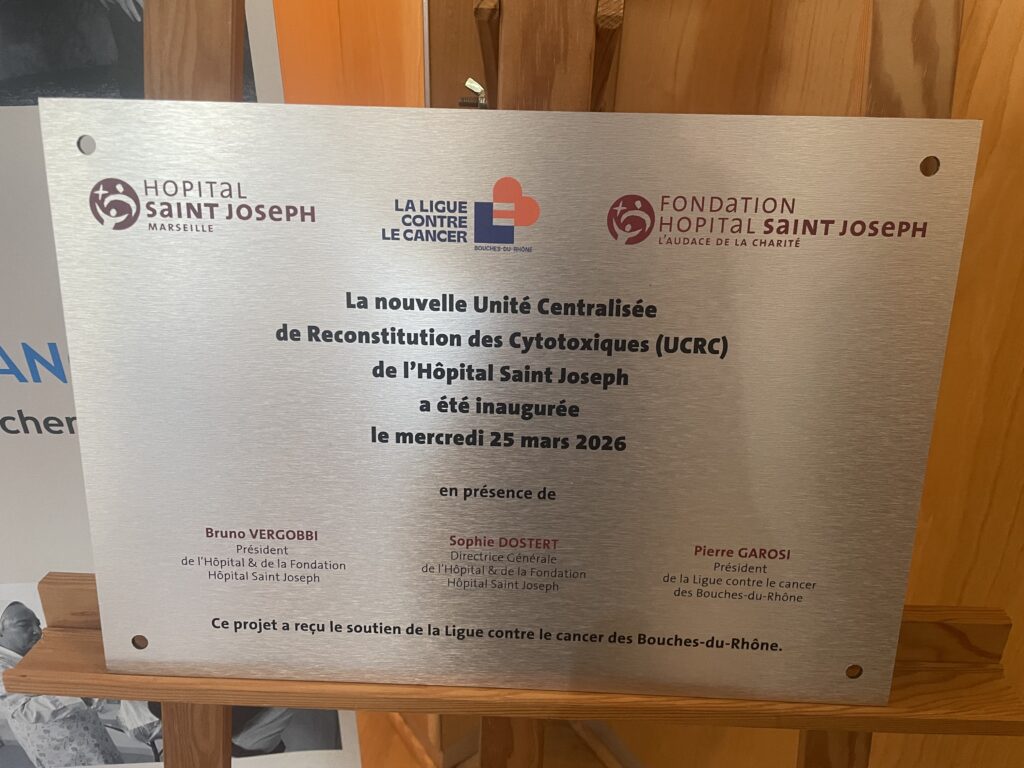 HOPITAL
SAINT JOSEPH
MARSEILLE
LA LIGUE
CONTRE
LE CANCER
BOUCHES-DU-RHÔNE
FONDATION
HOPITAL SAINT JOSEPH
L'AUDACE DE LA CHARITÉ
La nouvelle Unité Centralisée
de Reconstitution des Cytotoxiques (UCRC)
de l'Hôpital Saint Joseph
a été inaugurée
le mercredi 25 mars 2026
en présence de
Bruno VERGOBBI
Président
de l'Hôpital & de la Fondation
Hôpital Saint Joseph
Sophie DOSTERT
Directrice Générale
de l'Hôpital & de la Fondation
Hôpital Saint Joseph
Pierre GAROSI
Président
de la Ligue contre le cancer
des Bouches-du-Rhône
Ce projet a reçu le soutien de la Ligue contre le cancer des Bouches-du-Rhône.
AN
cher